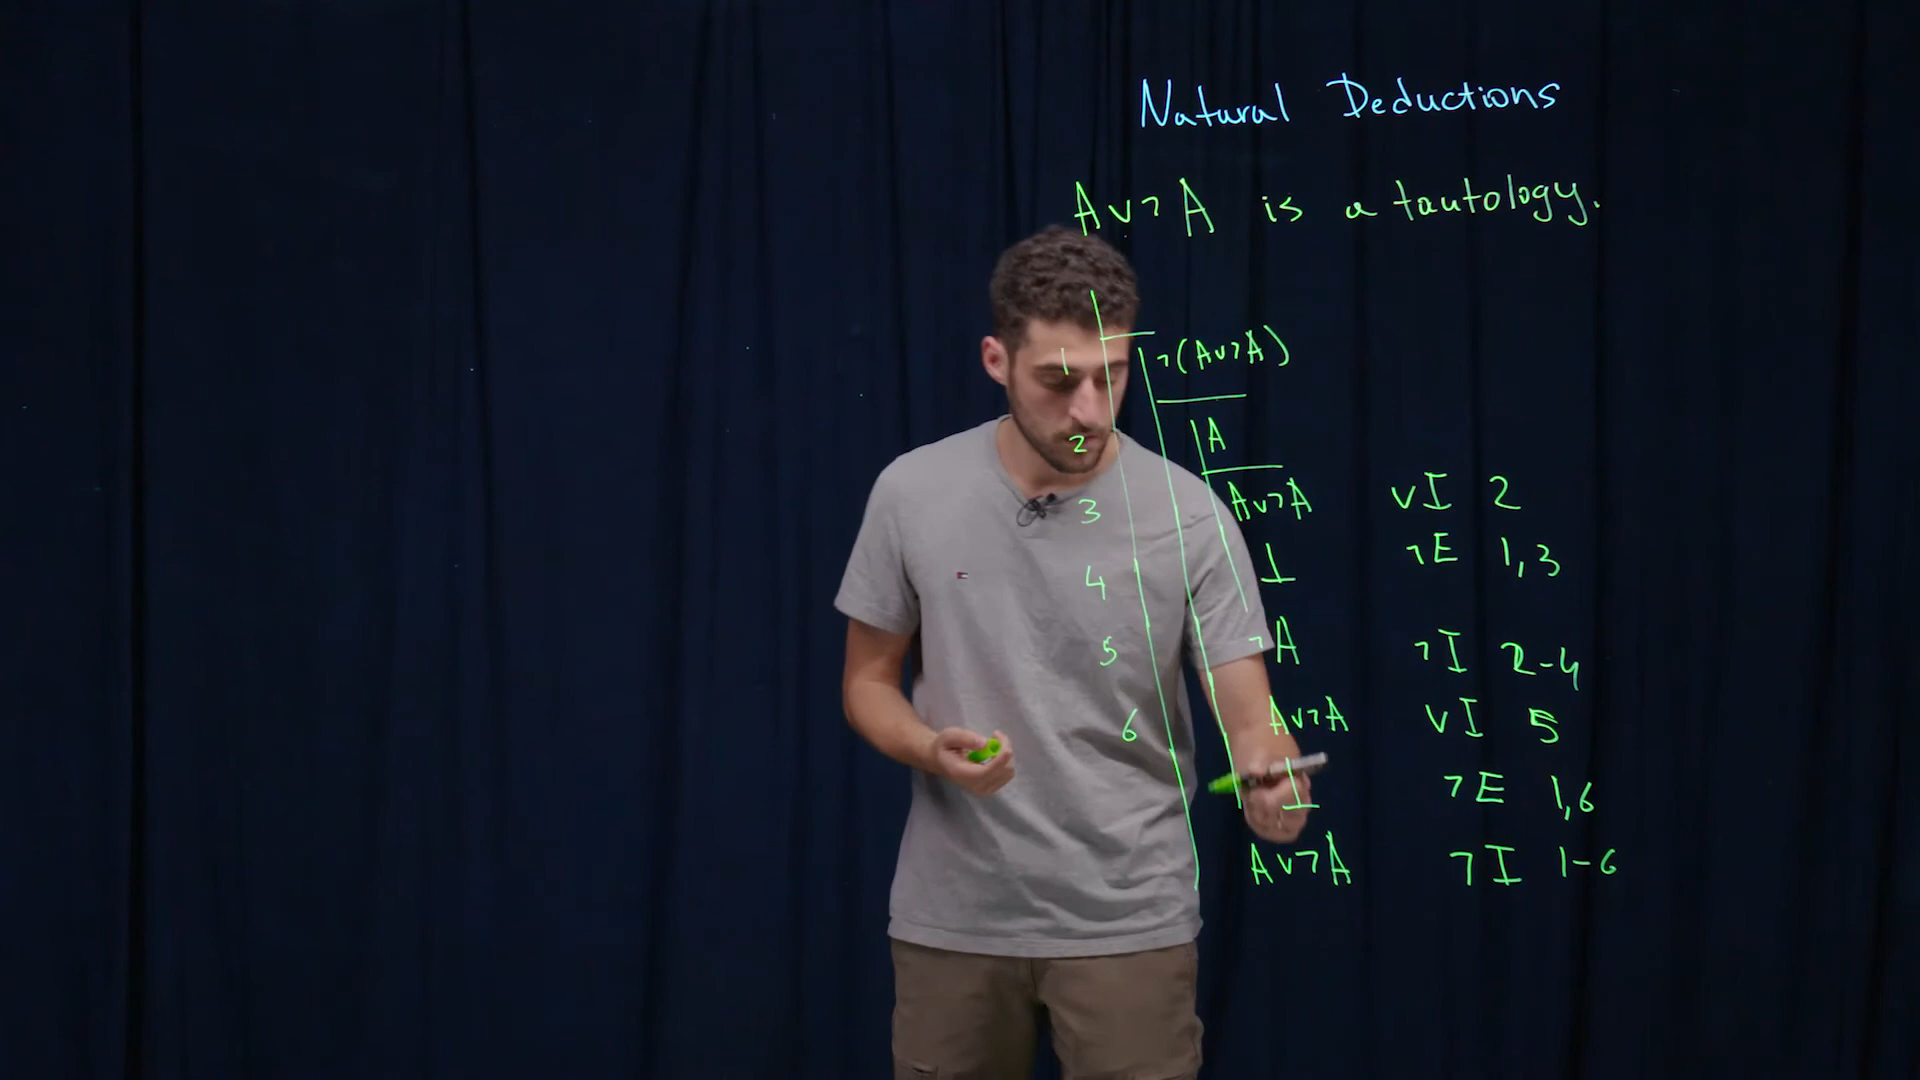 Natural Deductions
A∨¬A is a tautology.
1 ¬(A∨¬A)
2 A
3 A∨¬A ∨I 2
4 ⊥ ¬E 1,3
5 ¬A ¬I 2-4
6 A∨¬A ∨I 5
⊥ ¬E 1,6
A∨¬A ¬I 1-6